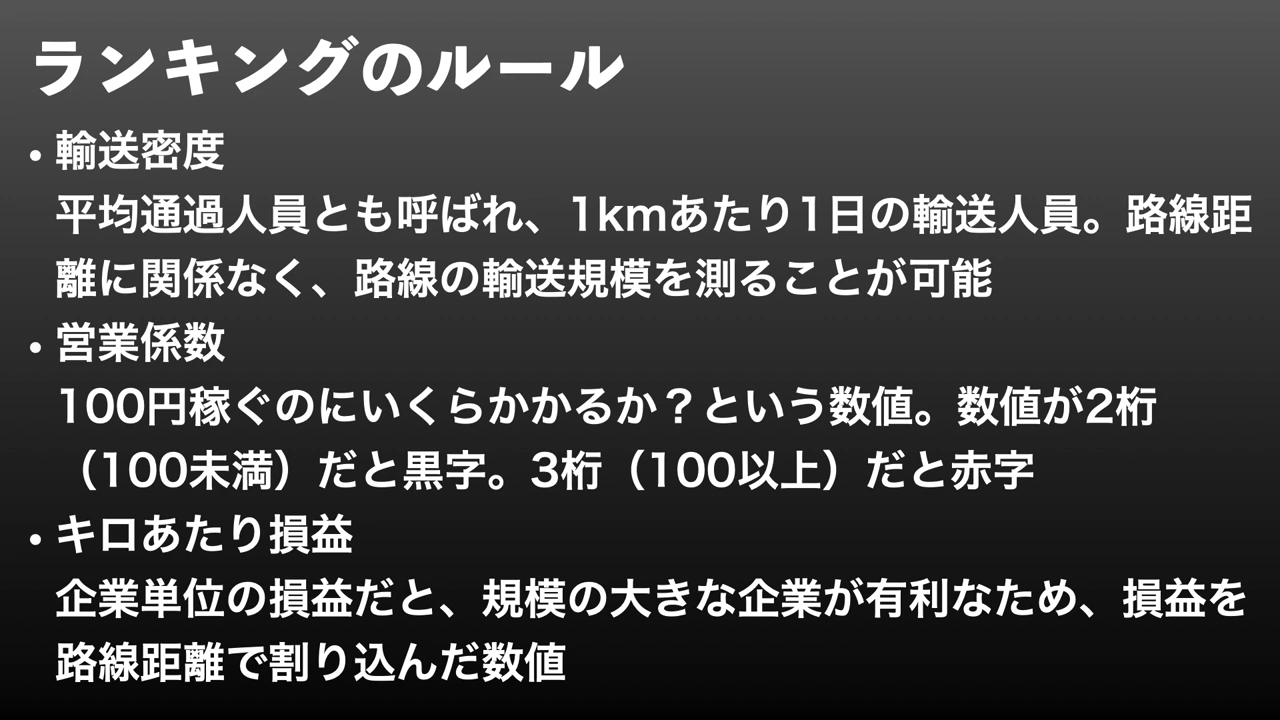 ランキングのルール
• 輸送密度
平均通過人員とも呼ばれ、1kmあたり1日の輸送人員。路線距
離に関係なく、路線の輸送規模を測ることが可能
• 営業係数
100円稼ぐのにいくらかかるか？という数値。数値が2桁
（100未満）だと黒字。3桁（100以上）だと赤字
• キロあたり損益
企業単位の損益だと、規模の大きな企業が有利なため、損益を
路線距離で割り込んだ数値